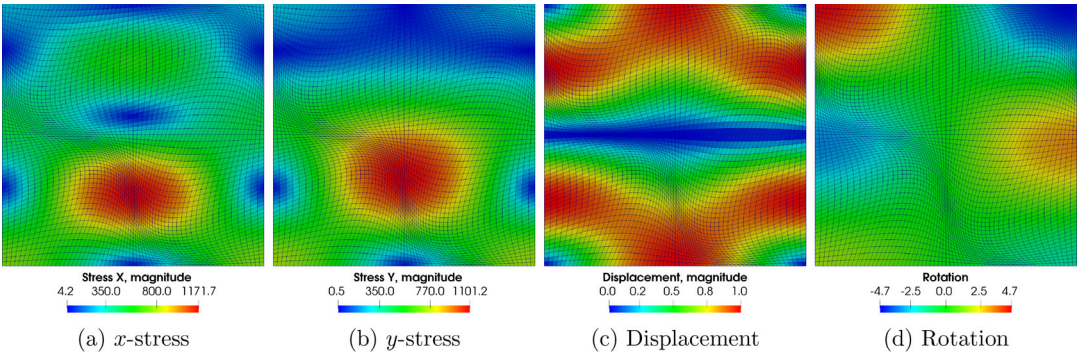 Stress X, magnitude
4.2 350.0 800.0 1171.7
(a) x-stress
Stress Y, magnitude
0.5 350.0 770.0 1101.2
(b) y-stress
Displacement, magnitude
0.0 0.2 0.5 0.8 1.0
(c) Displacement
Rotation
-4.7 -2.5 0.0 2.5 4.7
(d) Rotation